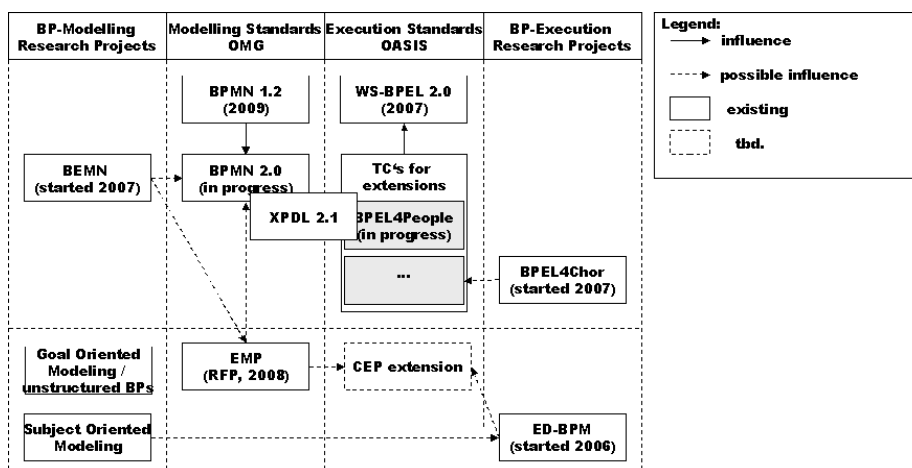 BP-Modelling
Research Projects
Modelling Standards
OMG
Execution Standards
OASIS
BP-Execution
Research Projects
Legend:
influence
possible influence
existing
tbd.
BPMN 1.2
(2009)
WS-BPEL 2.0
(2007)
BEMN
(started 2007)
BPMN 2.0
(in progress)
TC's for
extensions
XPDL 2.1
BPEL4People
(in progress)
...
BPEL4Chor
(started 2007)
Goal Oriented
Modeling /
unstructured BPs
EMP
(RFP, 2008)
CEP extension
Subject Oriented
Modeling
ED-BPM
(started 2006)